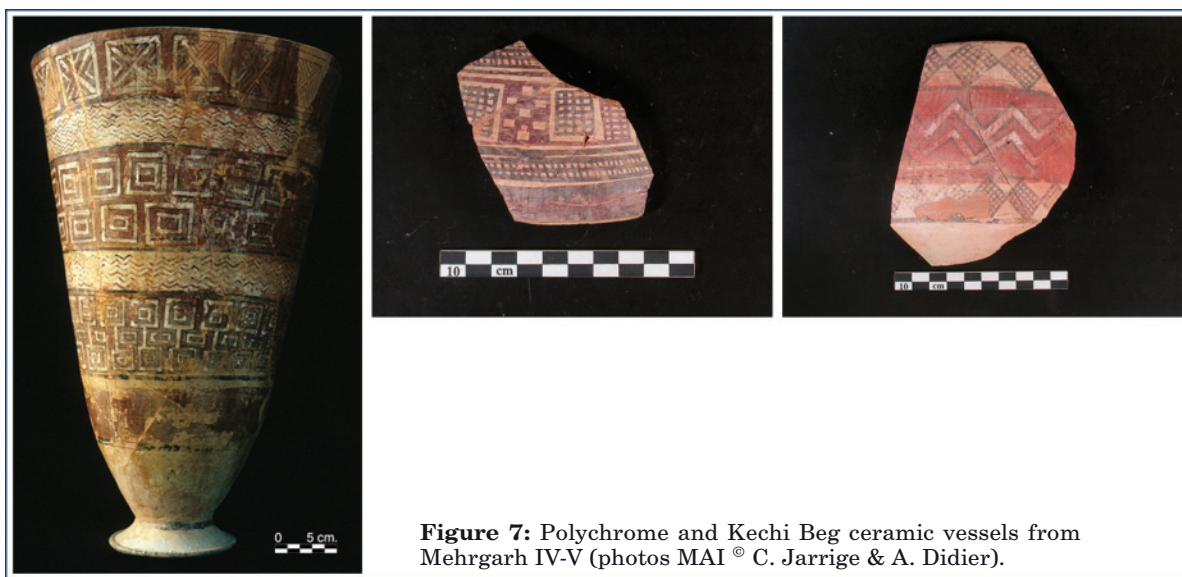 0 5 cm.
10 cm
10 cm
Figure 7: Polychrome and Kechi Beg ceramic vessels from
Mehrgarh IV-V (photos MAI © C. Jarrige & A. Didier).